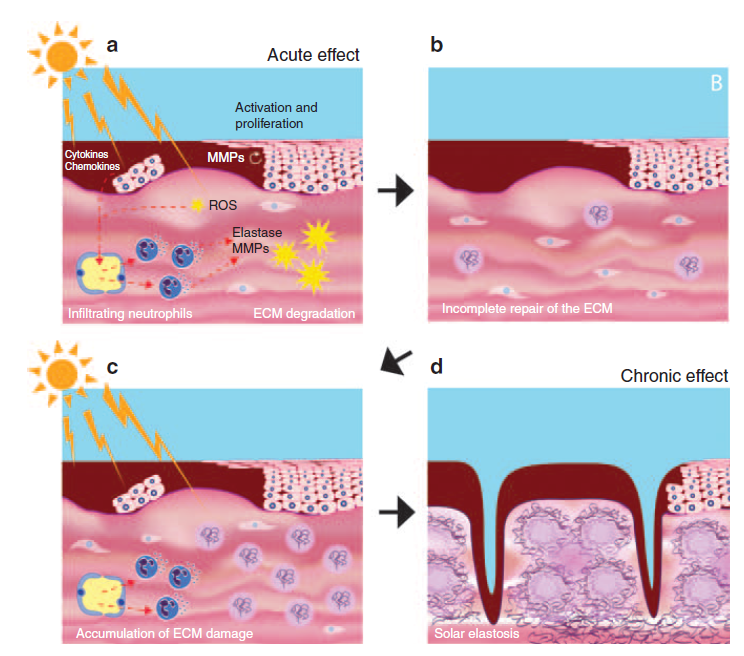 a
Acute effect
Activation and
proliferation
Cytokines
Chemokines
MMPs
ROS
Elastase
MMPs
Infiltrating neutrophils
ECM degradation
b
B
Incomplete repair of the ECM
c
Accumulation of ECM damage
d
Chronic effect
Solar elastosis